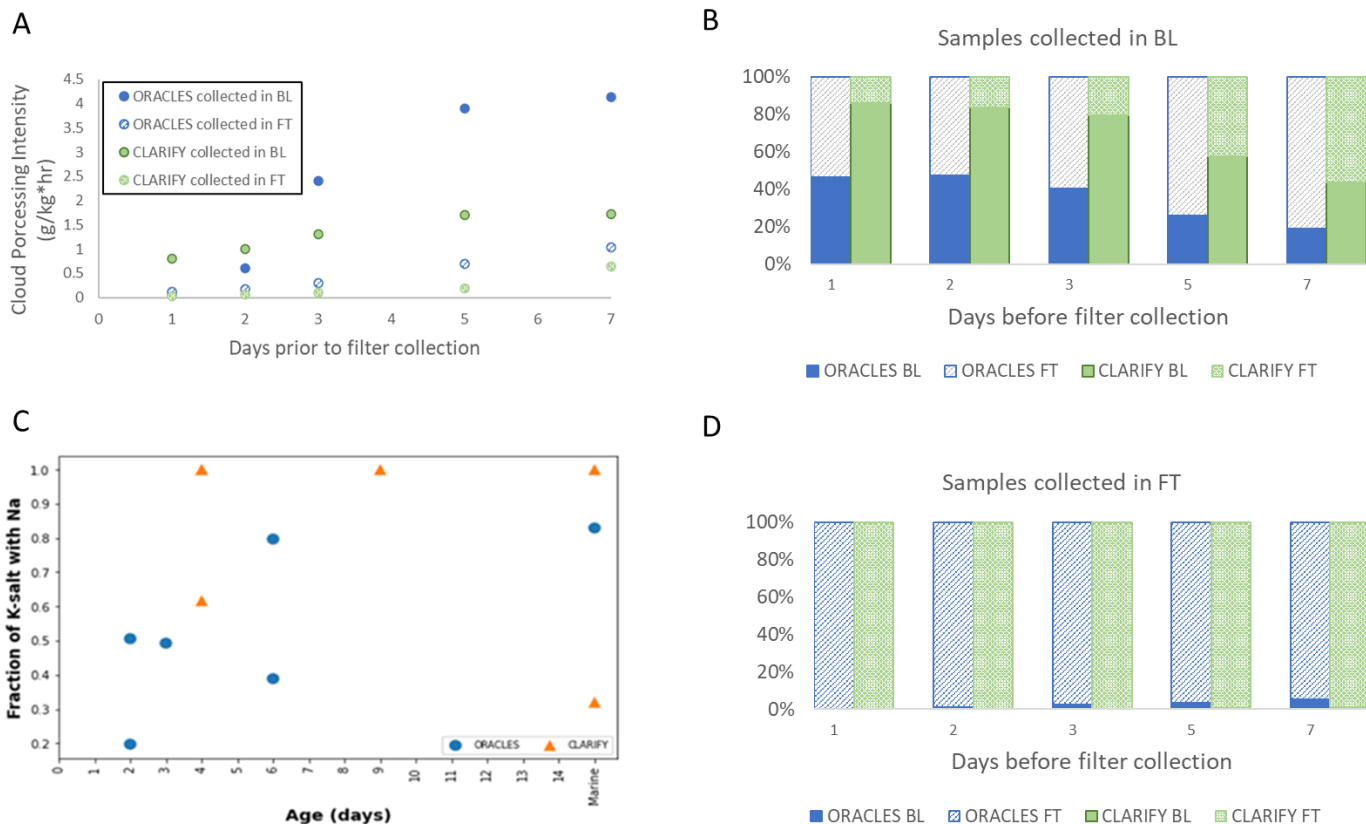 A
Cloud Porcessing Intensity
(g/kg*hr)
4.5
4
3.5
3
2.5
2
1.5
1
0.5
0
ORACLES collected in BL
ORACLES collected in FT
CLARIFY collected in BL
CLARIFY collected in FT
0 1 2 3 4 5 6 7
Days prior to filter collection
B
Samples collected in BL
100%
80%
60%
40%
20%
0%
1 2 3 5 7
Days before filter collection
ORACLES BL ORACLES FT CLARIFY BL CLARIFY FT
C
Fraction of K-salt with Na
1.0
0.9
0.8
0.7
0.6
0.5
0.4
0.3
0.2
ORACLES CLARIFY
0 1 2 3 4 6 9 10 11 12 13 14 Marine
Age (days)
D
Samples collected in FT
100%
80%
60%
40%
20%
0%
1 2 3 5 7
Days before filter collection
ORACLES BL ORACLES FT CLARIFY BL CLARIFY FT